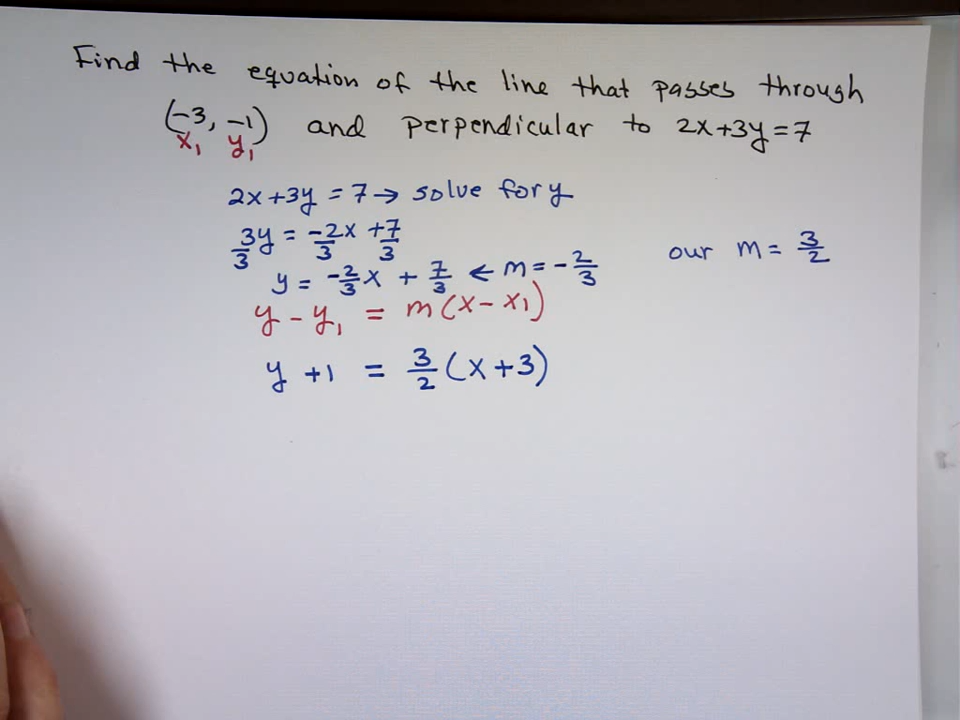 Find the equation of the line that passes through
(-3, -1) and perpendicular to 2x+3y=7
x₁ y₁
2x+3y = 7 → solve for y
3y/3 = -2x/3 + 7/3
our m = 3/2
y = -2/3 x + 7/3 ← m = -2/3
y - y₁ = m(x - x₁)
y +1 = 3/2 (x+3)